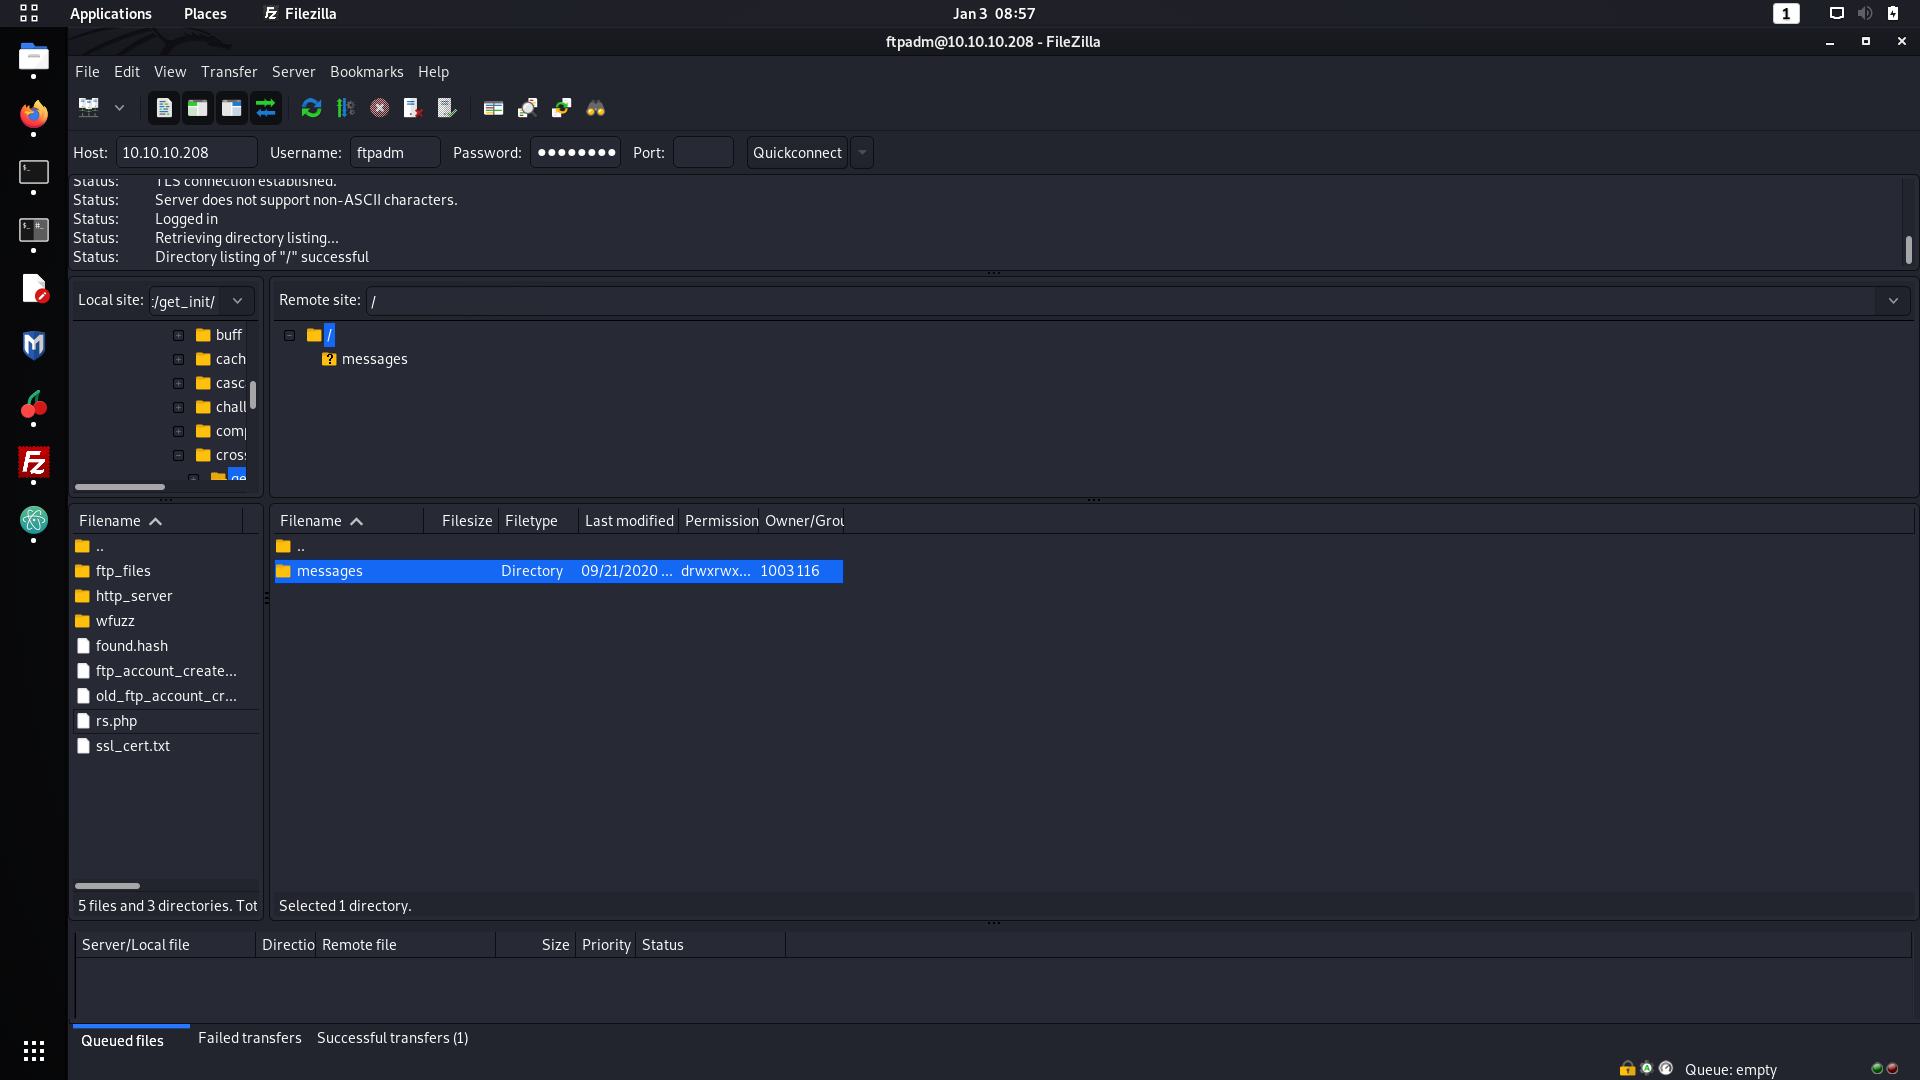 Applications Places Filezilla Jan 3 08:57 1
ftpadm@10.10.10.208 - FileZilla
File Edit View Transfer Server Bookmarks Help
Host: 10.10.10.208 Username: ftpadm Password: ●●●●●●●● Port: Quickconnect
Status: TLS connection established.
Status: Server does not support non-ASCII characters.
Status: Logged in
Status: Retrieving directory listing...
Status: Directory listing of "/" successful
Local site: :/get_init/
buff
cach
casc
chall
comp
cross
ge
Remote site: /
/
messages
Filename
..
ftp_files
http_server
wfuzz
found.hash
ftp_account_create...
old_ftp_account_cr...
rs.php
ssl_cert.txt
5 files and 3 directories. Tot
Filename Filesize Filetype Last modified Permission Owner/Grou
..
messages Directory 09/21/2020 ... drwxrwx... 1003 116
Selected 1 directory.
Server/Local file Directio Remote file Size Priority Status
Queued files Failed transfers Successful transfers (1)
Queue: empty